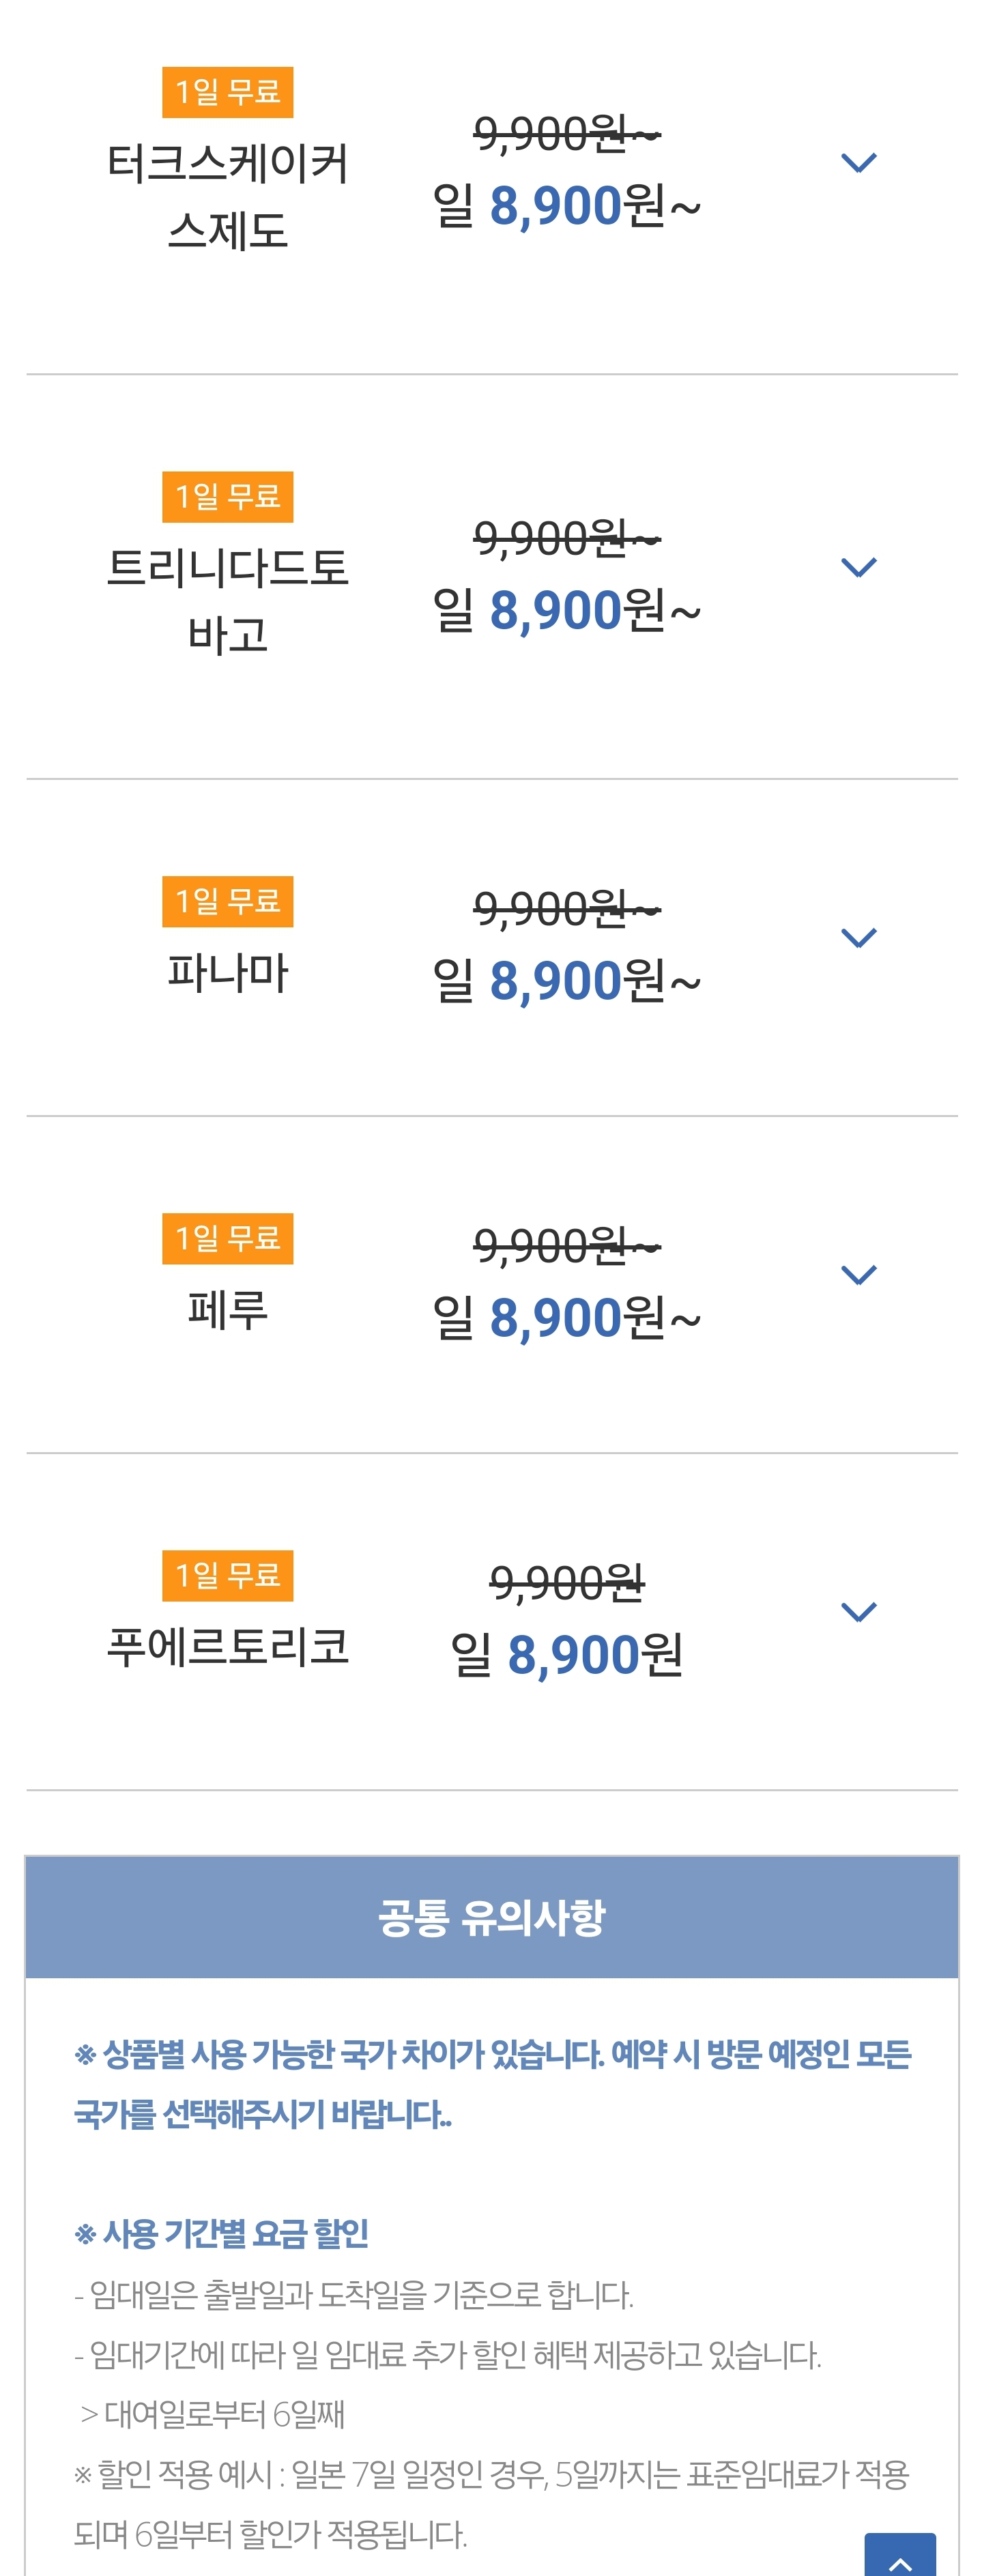 1일 무료
터크스케이커
스제도
9,900원~
일 8,900원~
1일 무료
트리니다드토
바고
9,900원~
일 8,900원~
1일 무료
파나마
9,900원~
일 8,900원~
1일 무료
페루
9,900원~
일 8,900원~
1일 무료
푸에르토리코
9,900원
일 8,900원
공통 유의사항
※ 상품별 사용 가능한 국가 차이가 있습니다. 예약 시 방문 예정인 모든
국가를 선택해주시기 바랍니다..
※ 사용 기간별 요금 할인
- 임대일은 출발일과 도착일을 기준으로 합니다.
- 임대기간에 따라 일 임대료 추가 할인 혜택 제공하고 있습니다.
> 대여일로부터 6일째
※ 할인 적용 예시 : 일본 7일 일정인 경우, 5일까지는 표준임대료가 적용
되며 6일부터 할인가 적용됩니다.